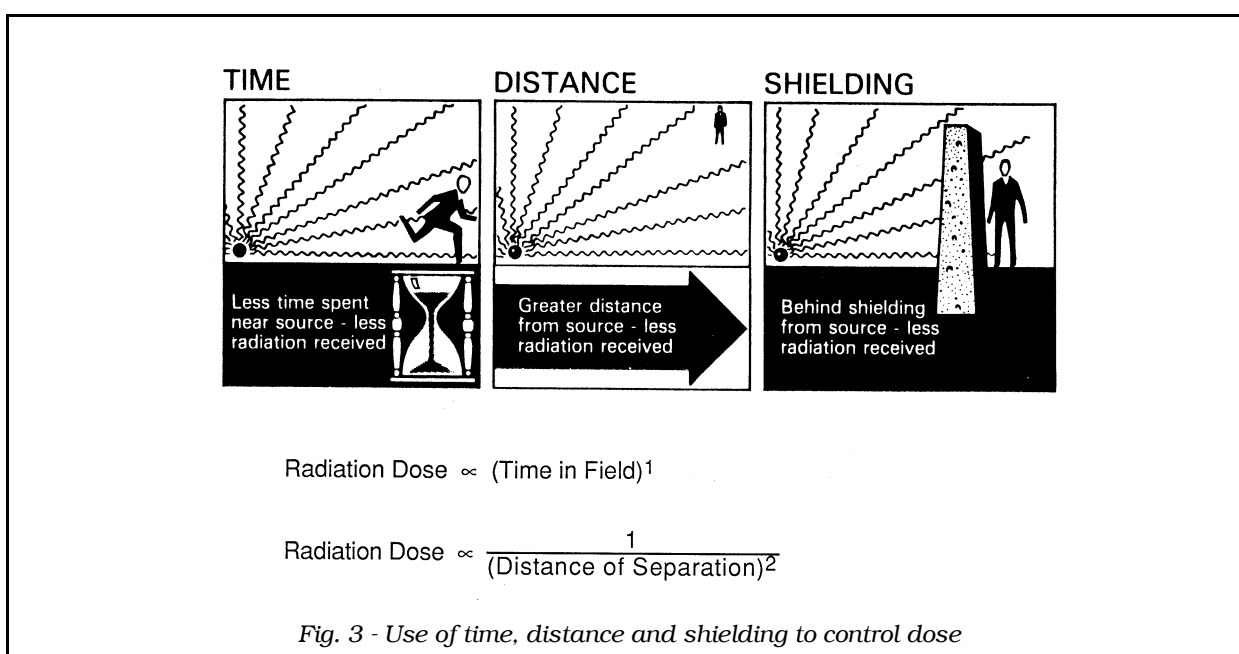 TIME
Less time spent
near source - less
radiation received
DISTANCE
Greater distance
from source - less
radiation received
SHIELDING
Behind shielding
from source - less
radiation received
Radiation Dose ∝ (Time in Field)¹
Radiation Dose ∝ 1
(Distance of Separation)²
Fig. 3 - Use of time, distance and shielding to control dose